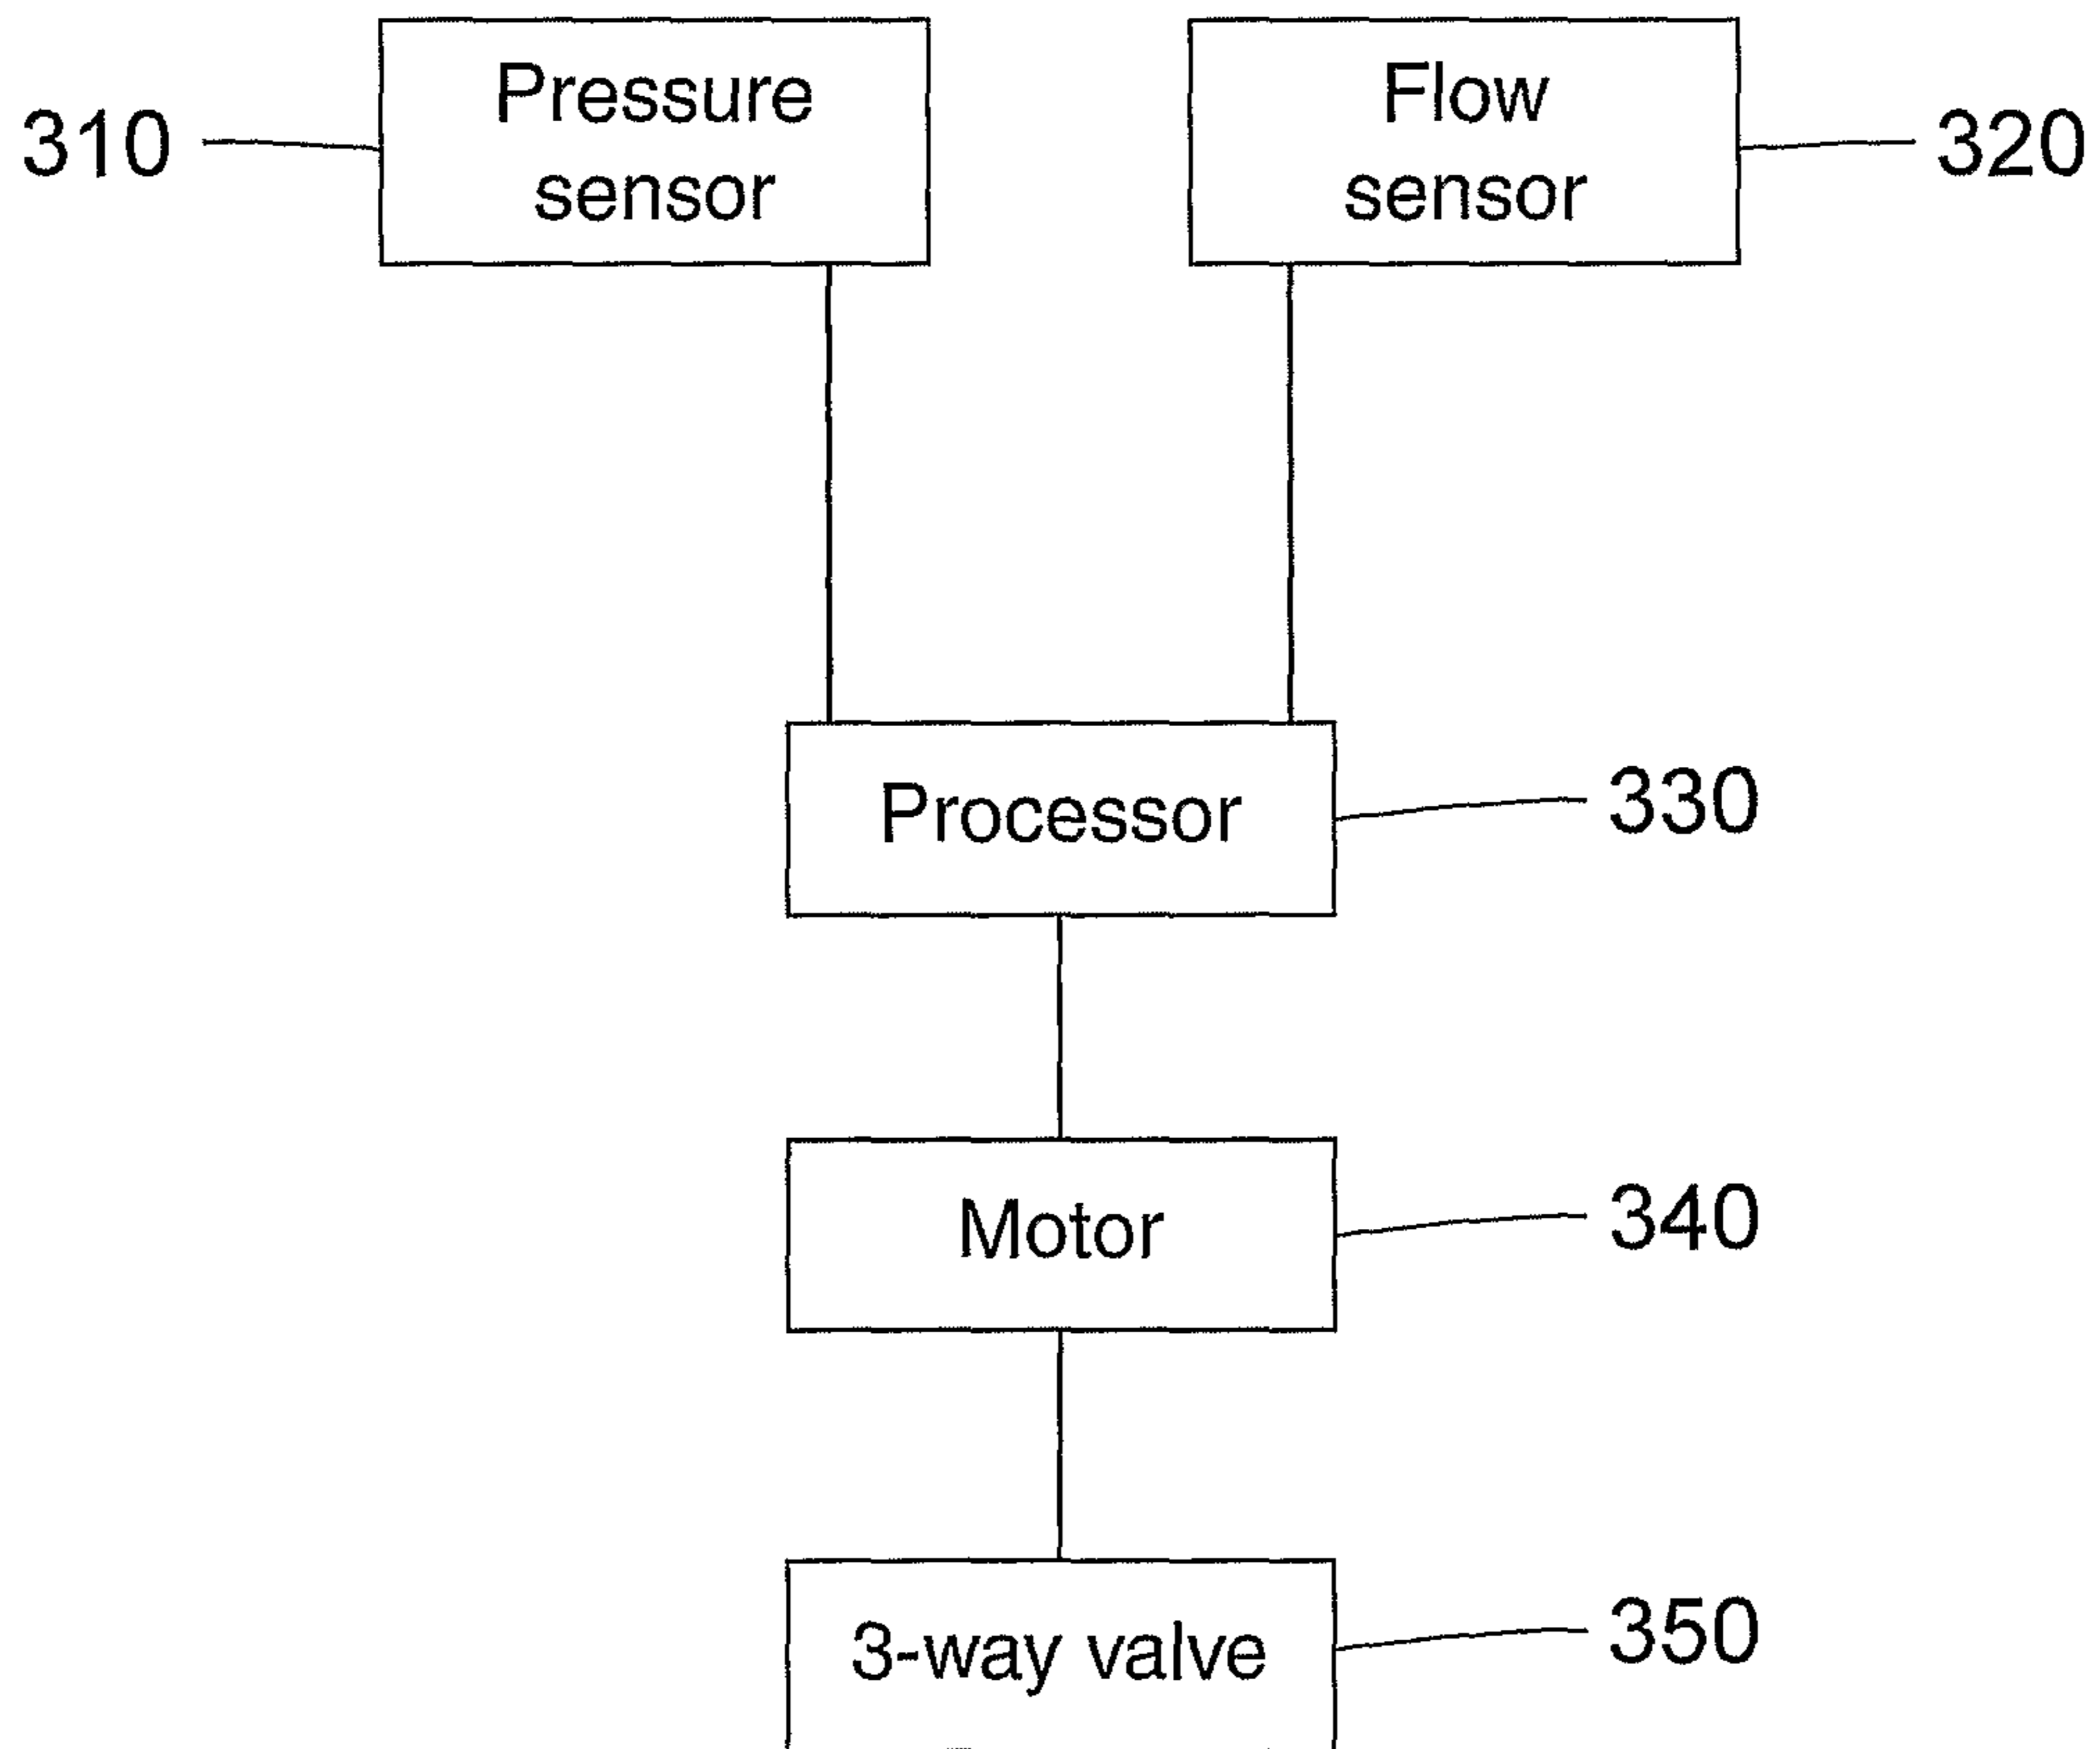 310
Pressure
sensor
Flow
sensor
320
Processor
330
Motor
340
3-way valve
350